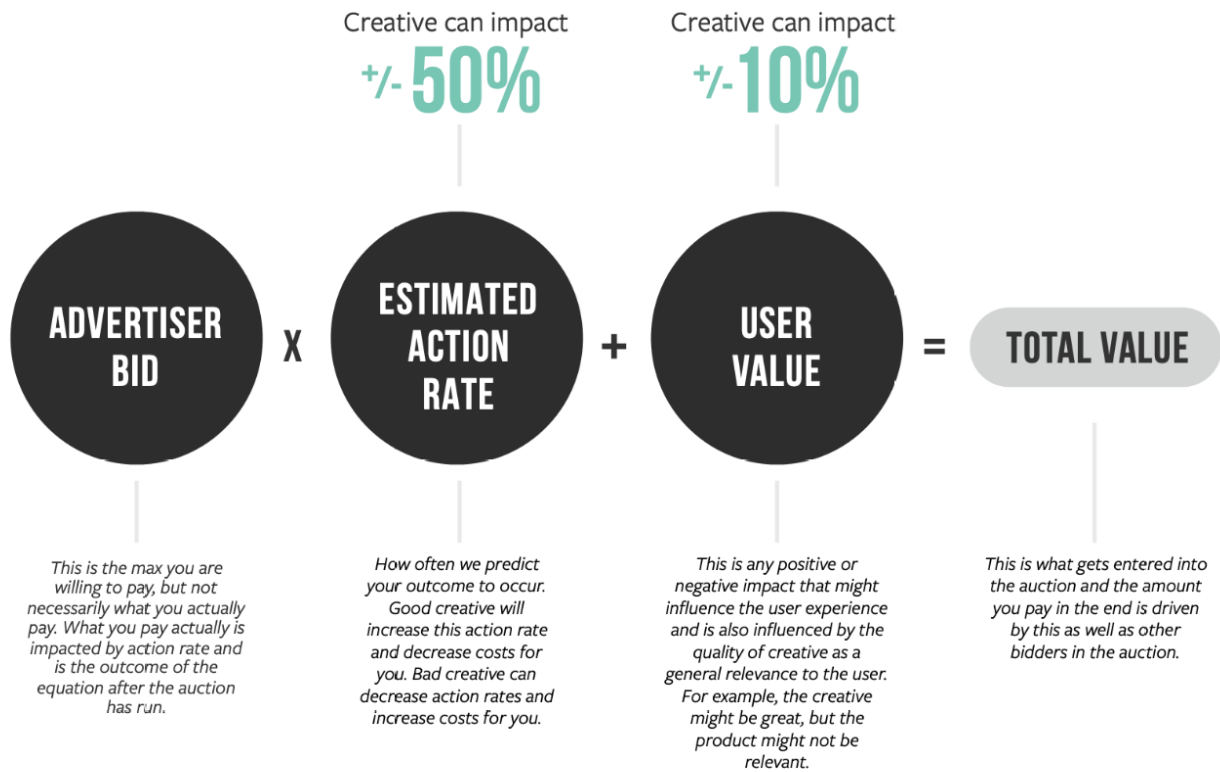 Creative can impact
+/- 50%
Creative can impact
+/- 10%
ADVERTISER
BID
X
ESTIMATED
ACTION
RATE
+
USER
VALUE
=
TOTAL VALUE
This is the max you are
willing to pay, but not
necessarily what you actually
pay. What you pay actually is
impacted by action rate and
is the outcome of the
equation after the auction
has run.
How often we predict
your outcome to occur.
Good creative will
increase this action rate
and decrease costs for
you. Bad creative can
decrease action rates and
increase costs for you.
This is any positive or
negative impact that might
influence the user experience
and is also influenced by the
quality of creative as a
general relevance to the user.
For example, the creative
might be great, but the
product might not be
relevant.
This is what gets entered into
the auction and the amount
you pay in the end is driven
by this as well as other
bidders in the auction.